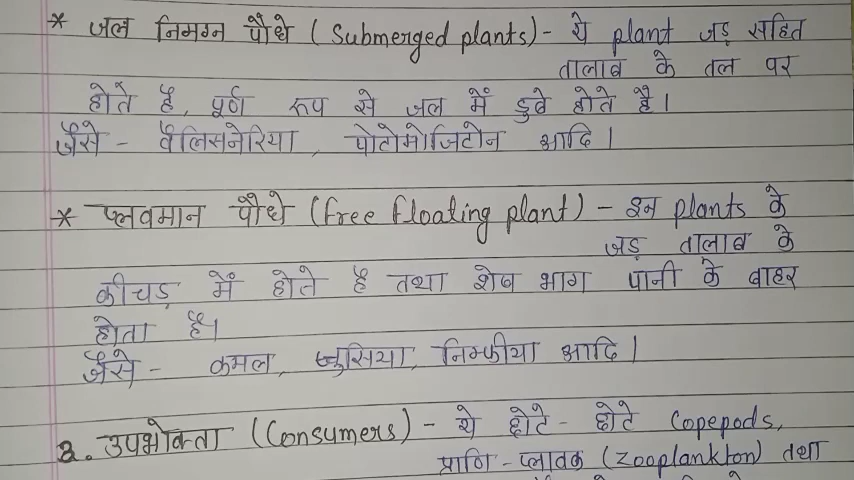 * जल निमग्न पौधे (Submerged plants) - ये plant जड़ सहित
तालाब के तल पर
होते है, पूर्ण रूप से जल में डुबे होते है।
जैसे - वैलिसनेरिया, पोटोमोजिटोन आदि।
* प्लवमान पौधे (free floating plant) - इन plants के
जड़ तालाब के
कीचड़ में होते है तथा शेष भाग पानी के बाहर
होता है।
जैसे - कमल, ज्युसिया, निम्फीया आदि।
2. उपभोक्ता (Consumers) - ये छोटे - छोटे Copepods,
प्राणि - प्लावक (zooplankton) तथा